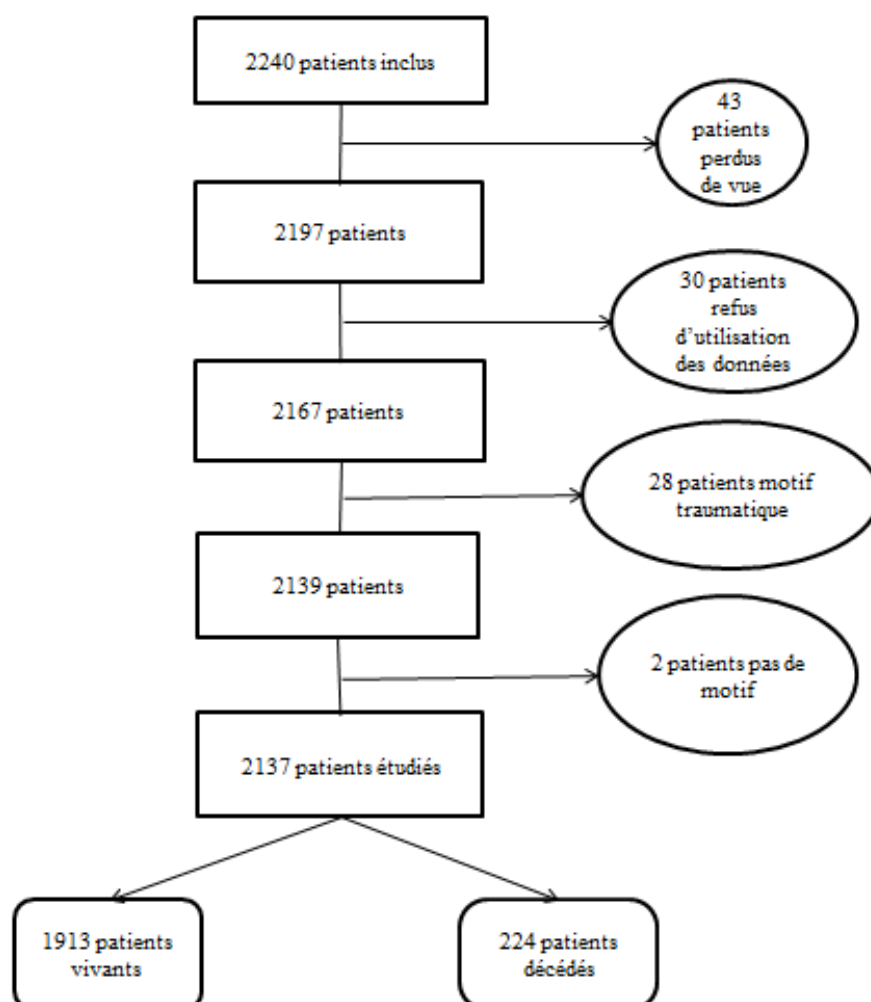 2240 patients inclus
43
patients
perdus
de vue
2197 patients
30 patients
refus
d'utilisation
des données
2167 patients
28 patients motif
traumatique
2139 patients
2 patients pas de
motif
2137 patients étudiés
1913 patients
vivants
224 patients
décédés